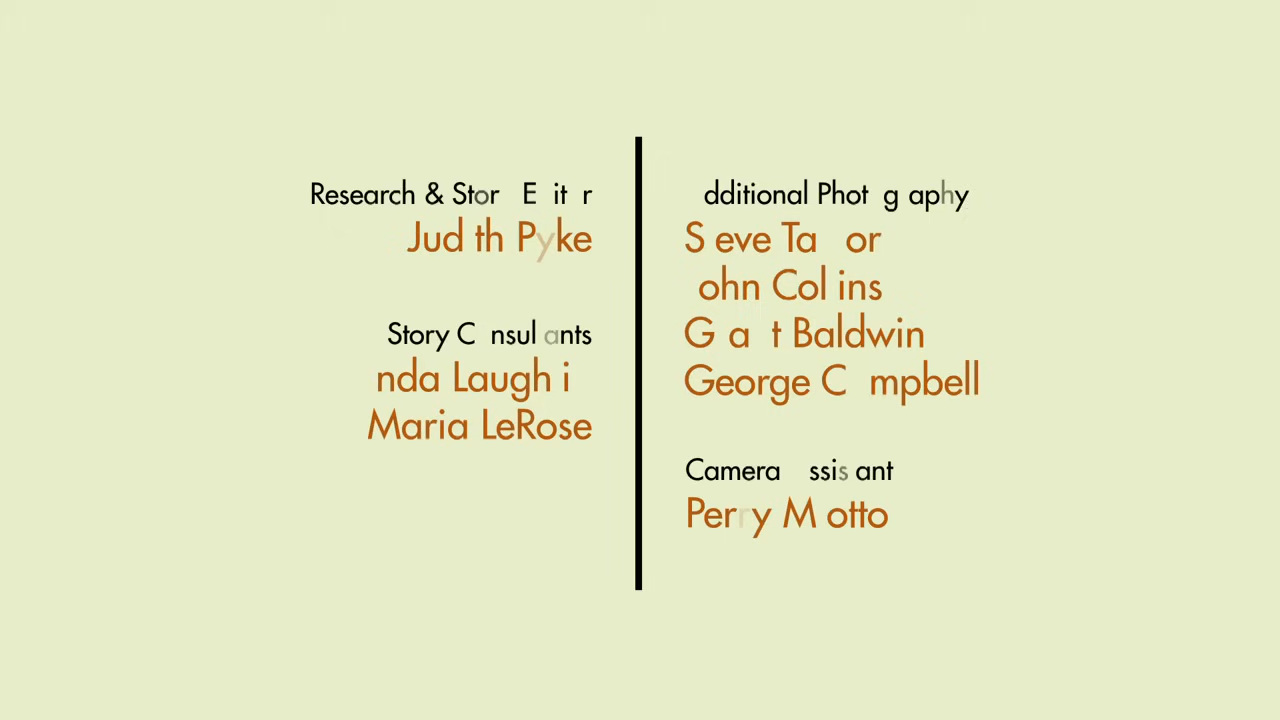 Research & Stor E it r
Jud th Pyke
Story C nsul ants
nda Laugh i
Maria LeRose
dditional Phot g aphy
S eve Ta or
ohn Col ins
G a t Baldwin
George C mpbell
Camera ssis ant
Perry M otto